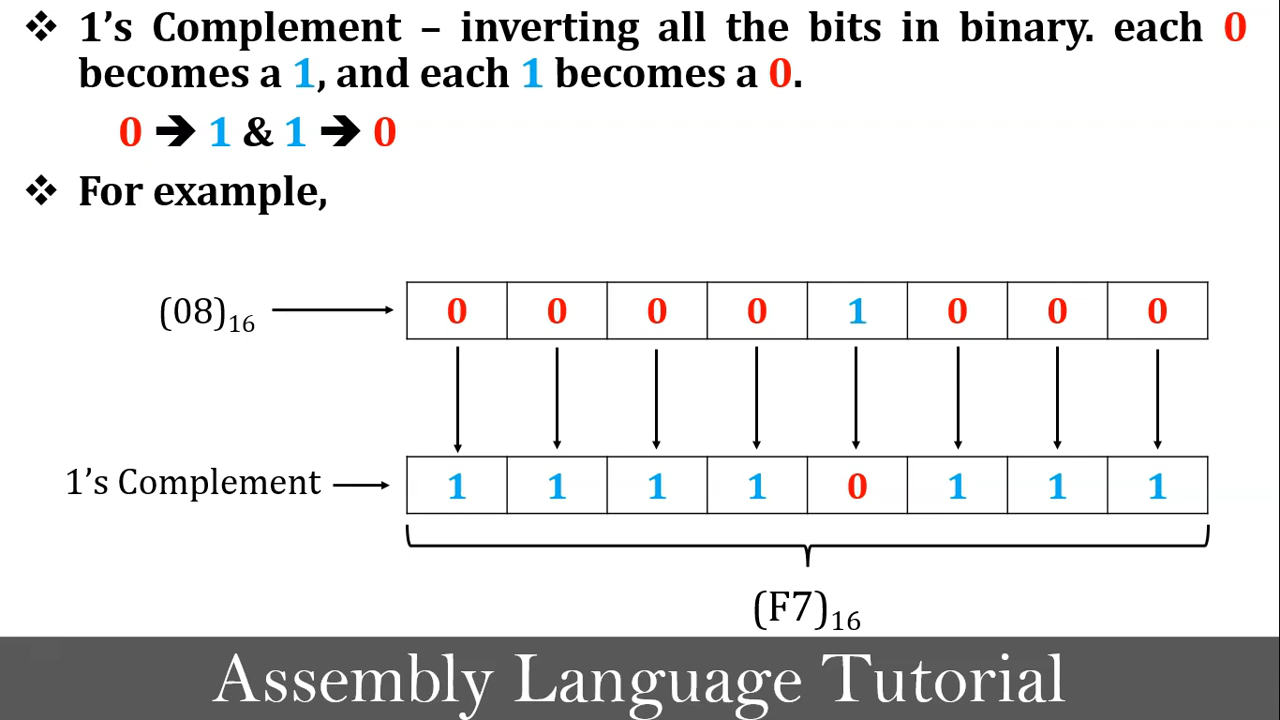 ❖ 1’s Complement – inverting all the bits in binary. each 0
becomes a 1, and each 1 becomes a 0.
0 ➔ 1 & 1 ➔ 0
❖ For example,
(08)₁₆ 0 0 0 0 1 0 0 0
1’s Complement 1 1 1 1 0 1 1 1
(F7)₁₆
Assembly Language Tutorial